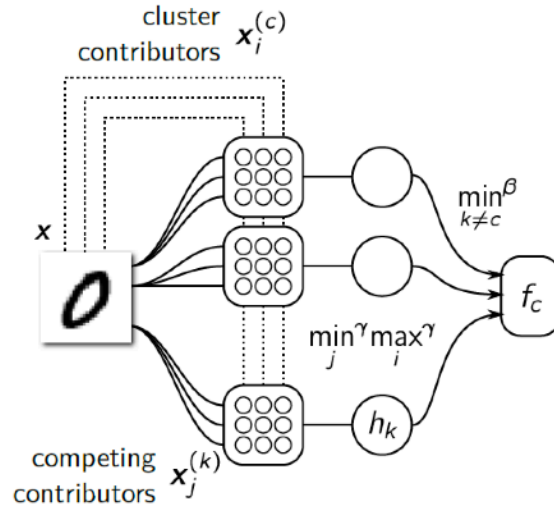 cluster
contributors x_i^(c)
x
min^β
k≠c
f_c
min^γ max^γ
j i
h_k
competing
contributors x_j^(k)